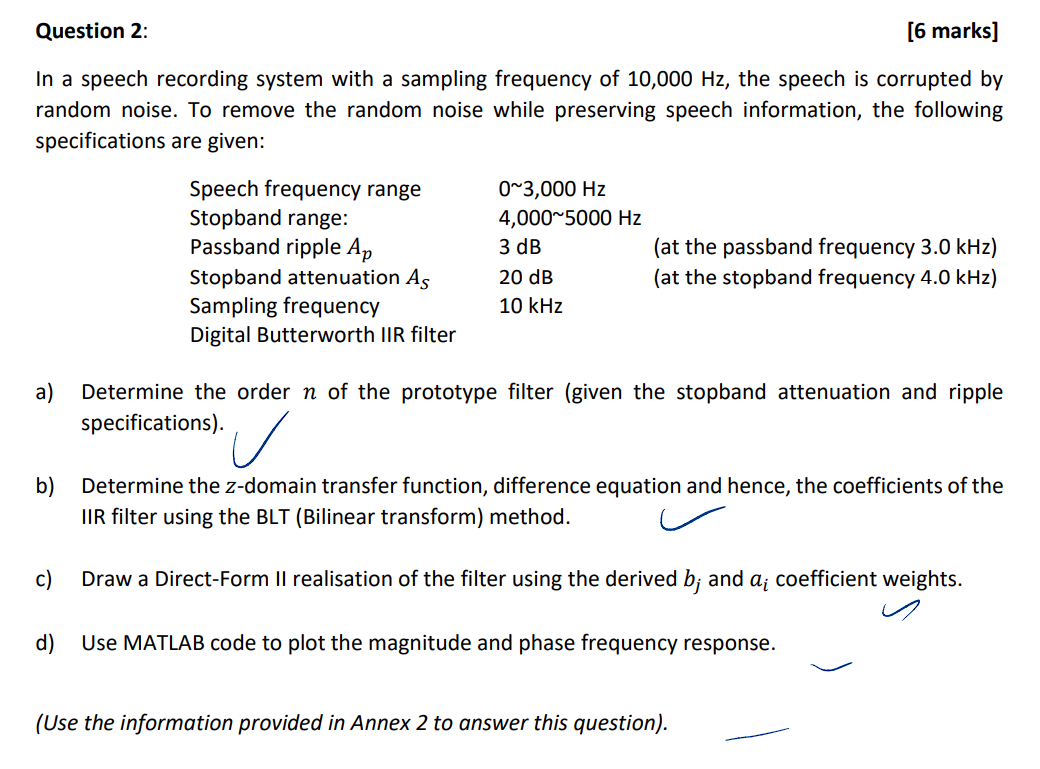 Question 2: [6 marks]
In a speech recording system with a sampling frequency of 10,000 Hz, the speech is corrupted by
random noise. To remove the random noise while preserving speech information, the following
specifications are given:
Speech frequency range 0~3,000 Hz
Stopband range: 4,000~5000 Hz
Passband ripple Aₚ 3 dB (at the passband frequency 3.0 kHz)
Stopband attenuation A_S 20 dB (at the stopband frequency 4.0 kHz)
Sampling frequency 10 kHz
Digital Butterworth IIR filter
a) Determine the order n of the prototype filter (given the stopband attenuation and ripple
specifications).
b) Determine the z-domain transfer function, difference equation and hence, the coefficients of the
IIR filter using the BLT (Bilinear transform) method.
c) Draw a Direct-Form II realisation of the filter using the derived bⱼ and aᵢ coefficient weights.
d) Use MATLAB code to plot the magnitude and phase frequency response.
(Use the information provided in Annex 2 to answer this question).